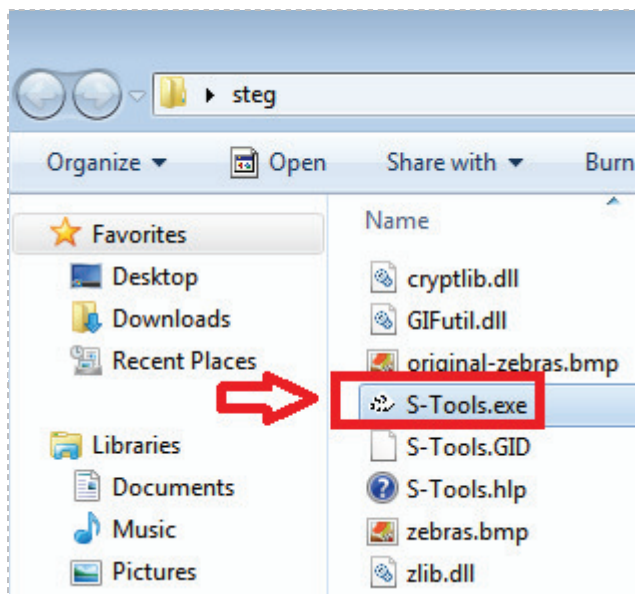 steg
Organize Open Share with Burn
Favorites
Desktop
Downloads
Recent Places
Libraries
Documents
Music
Pictures
Name
cryptlib.dll
GIFutil.dll
original-zebras.bmp
S-Tools.exe
S-Tools.GID
S-Tools.hlp
zebras.bmp
zlib.dll